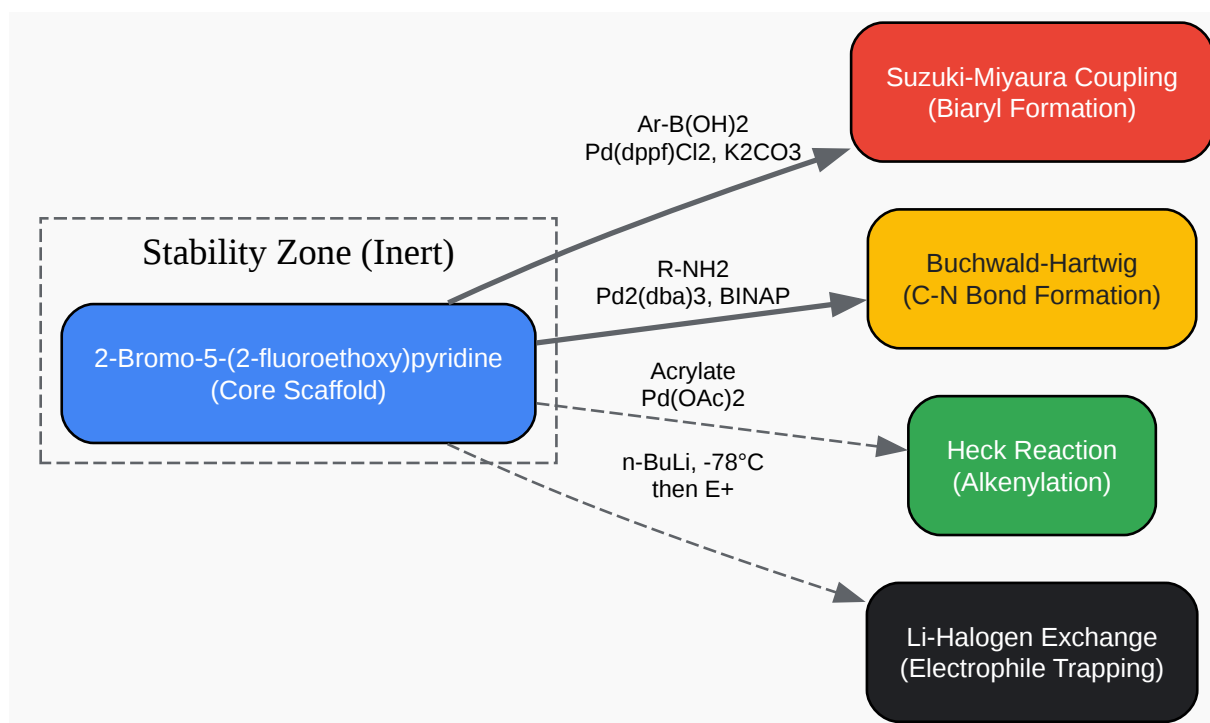 Suzuki-Miyaura Coupling
(Biaryl Formation)
Ar-B(OH)2
Pd(dppf)Cl2, K2CO3
Stability Zone (Inert)
R-NH2
Pd2(dba)3, BINAP
Buchwald-Hartwig
(C-N Bond Formation)
2-Bromo-5-(2-fluoroethoxy)pyridine
(Core Scaffold)
Acrylate
Pd(OAc)2
Heck Reaction
(Alkenylation)
n-BuLi, -78°C
then E+
Li-Halogen Exchange
(Electrophile Trapping)